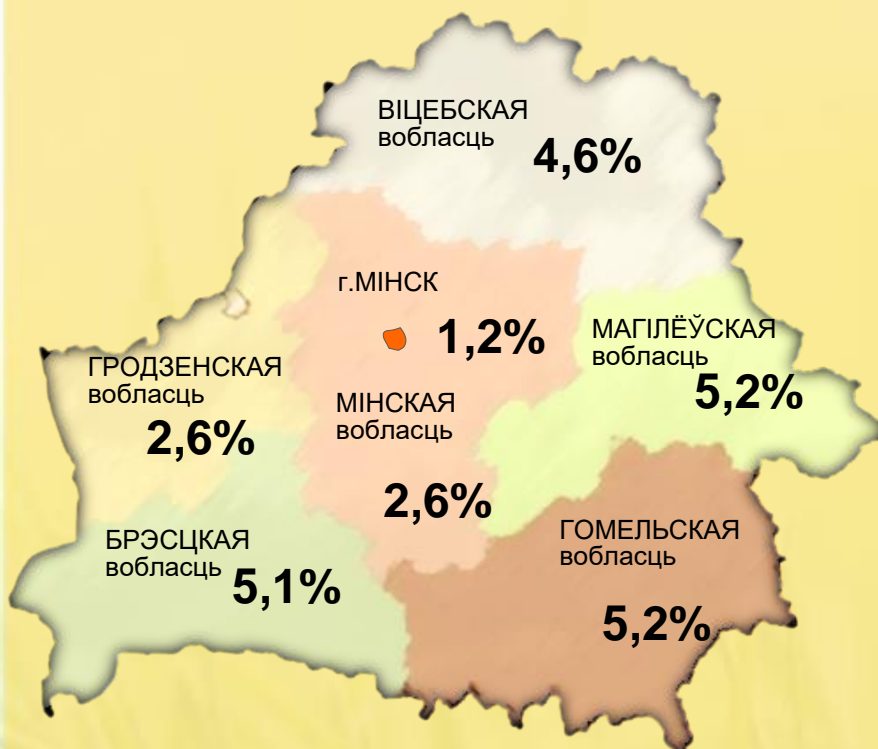 ВІЦЕБСКАЯ
вобласць
4,6%
г.МІНСК
1,2%
МАГІЛЁЎСКАЯ
вобласць
5,2%
ГРОДЗЕНСКАЯ
вобласць
2,6%
МІНСКАЯ
вобласць
2,6%
БРЭСЦКАЯ
вобласць
5,1%
ГОМЕЛЬСКАЯ
вобласць
5,2%